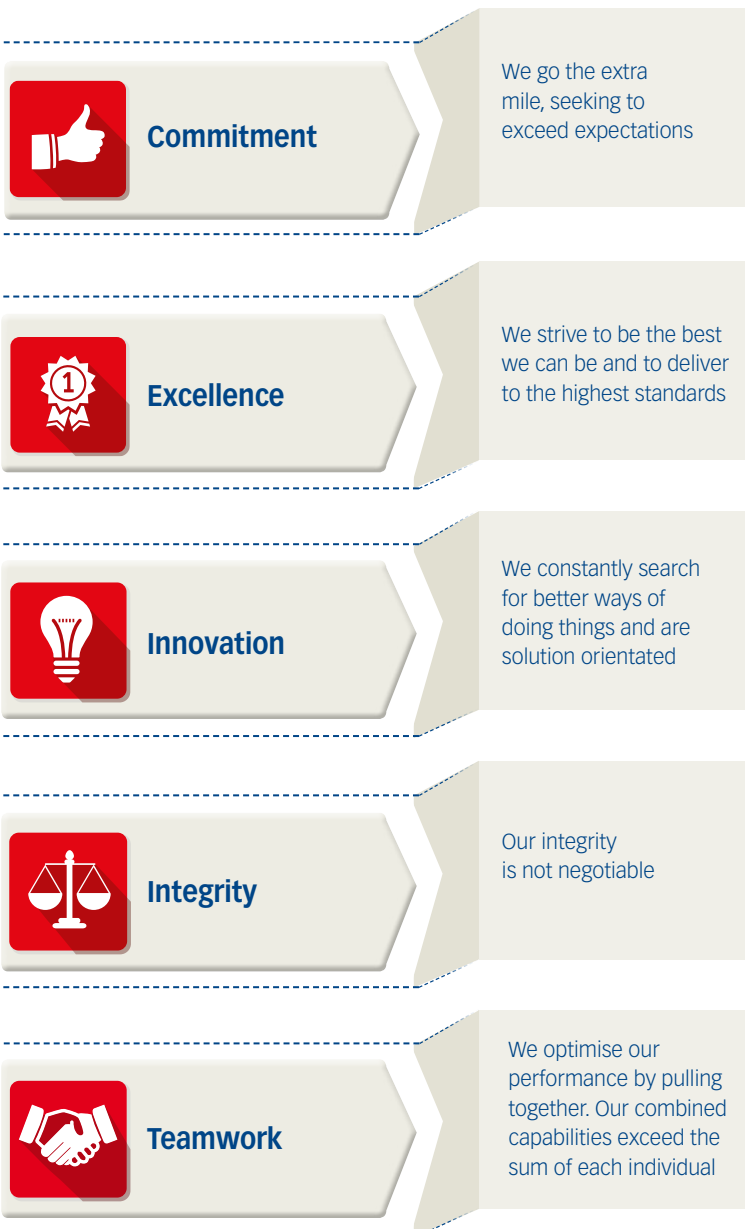 Commitment
We go the extra
mile, seeking to
exceed expectations
1
Excellence
We strive to be the best
we can be and to deliver
to the highest standards
Innovation
We constantly search
for better ways of
doing things and are
solution orientated
Integrity
Our integrity
is not negotiable
Teamwork
We optimise our
performance by pulling
together. Our combined
capabilities exceed the
sum of each individual